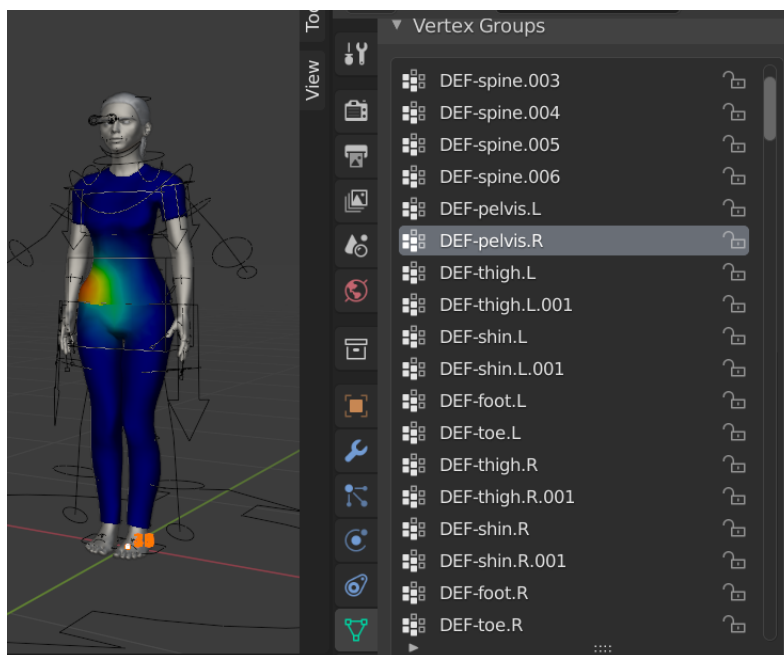 Too
View
Vertex Groups
DEF-spine.003
DEF-spine.004
DEF-spine.005
DEF-spine.006
DEF-pelvis.L
DEF-pelvis.R
DEF-thigh.L
DEF-thigh.L.001
DEF-shin.L
DEF-shin.L.001
DEF-foot.L
DEF-toe.L
DEF-thigh.R
DEF-thigh.R.001
DEF-shin.R
DEF-shin.R.001
DEF-foot.R
DEF-toe.R